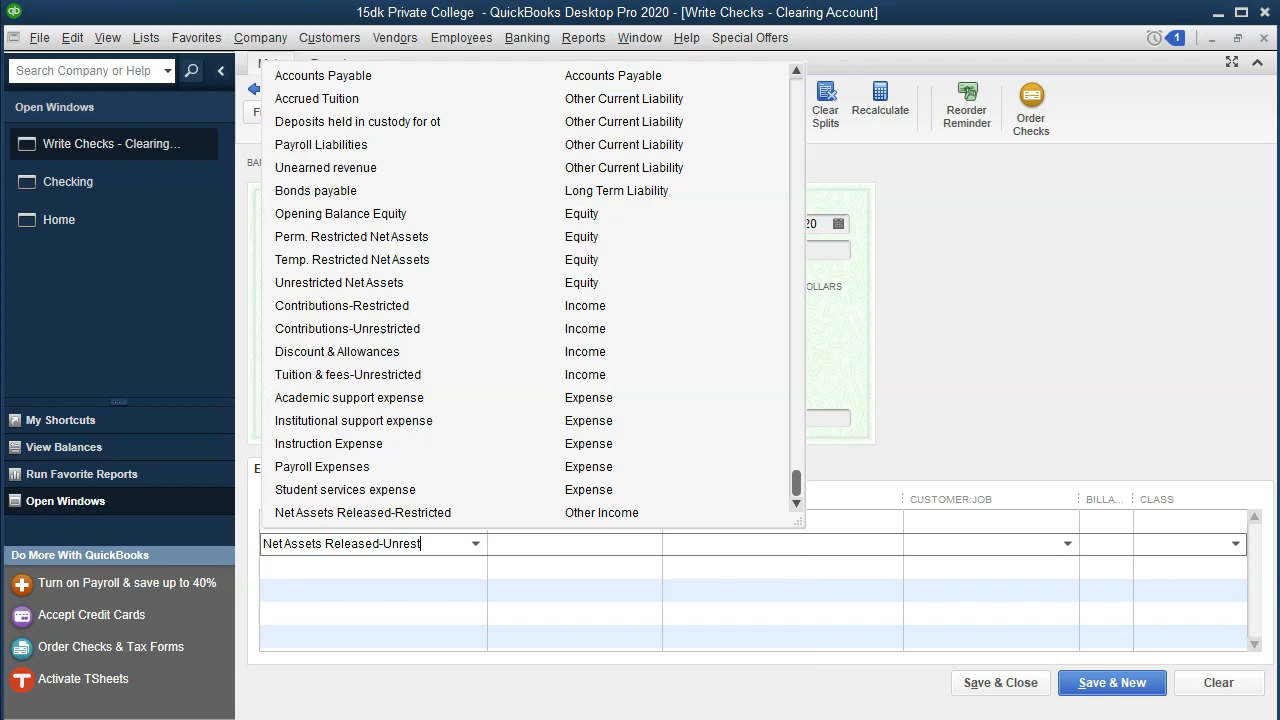 15dk Private College  - QuickBooks Desktop Pro 2020 - [Write Checks - Clearing Account]
File Edit View Lists Favorites Company Customers Vendors Employees Banking Reports Window Help Special Offers 1
Search Company or Help
Open Windows
Write Checks - Clearing...
Checking
Home
My Shortcuts
View Balances
Run Favorite Reports
Open Windows
Do More With QuickBooks
Turn on Payroll & save up to 40%
Accept Credit Cards
Order Checks & Tax Forms
Activate TSheets
Accounts Payable Accounts Payable
Accrued Tuition Other Current Liability
Deposits held in custody for ot Other Current Liability
Payroll Liabilities Other Current Liability
Unearned revenue Other Current Liability
Bonds payable Long Term Liability
Opening Balance Equity Equity
Perm. Restricted Net Assets Equity
Temp. Restricted Net Assets Equity
Unrestricted Net Assets Equity
Contributions-Restricted Income
Contributions-Unrestricted Income
Discount & Allowances Income
Tuition & fees-Unrestricted Income
Academic support expense Expense
Institutional support expense Expense
Instruction Expense Expense
Payroll Expenses Expense
Student services expense Expense
Net Assets Released-Restricted Other Income
Clear Splits
Recalculate
Reorder Reminder
Order Checks
BAN
20
OLLARS
E
CUSTOMER:JOB BILLA... CLASS
Net Assets Released-Unrest
Save & Close Save & New Clear